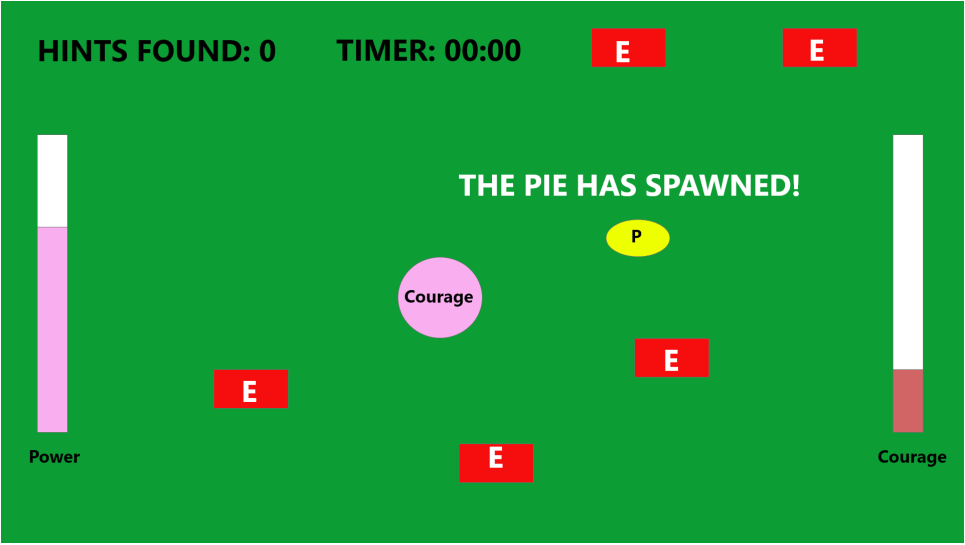 HINTS FOUND: 0
TIMER: 00:00
E
E
THE PIE HAS SPAWNED!
P
Courage
E
E
E
Power
Courage